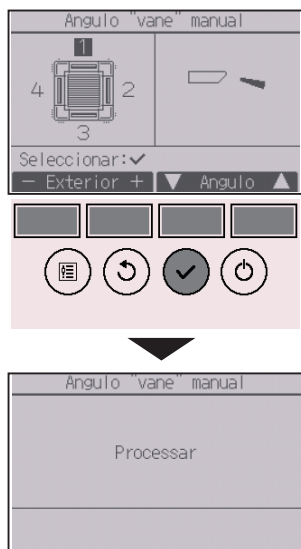 Angulo "vane" manual
1
4
2
3
Seleccionar:✔
− Exterior + ▼ Angulo ▲
Angulo "vane" manual
Processar